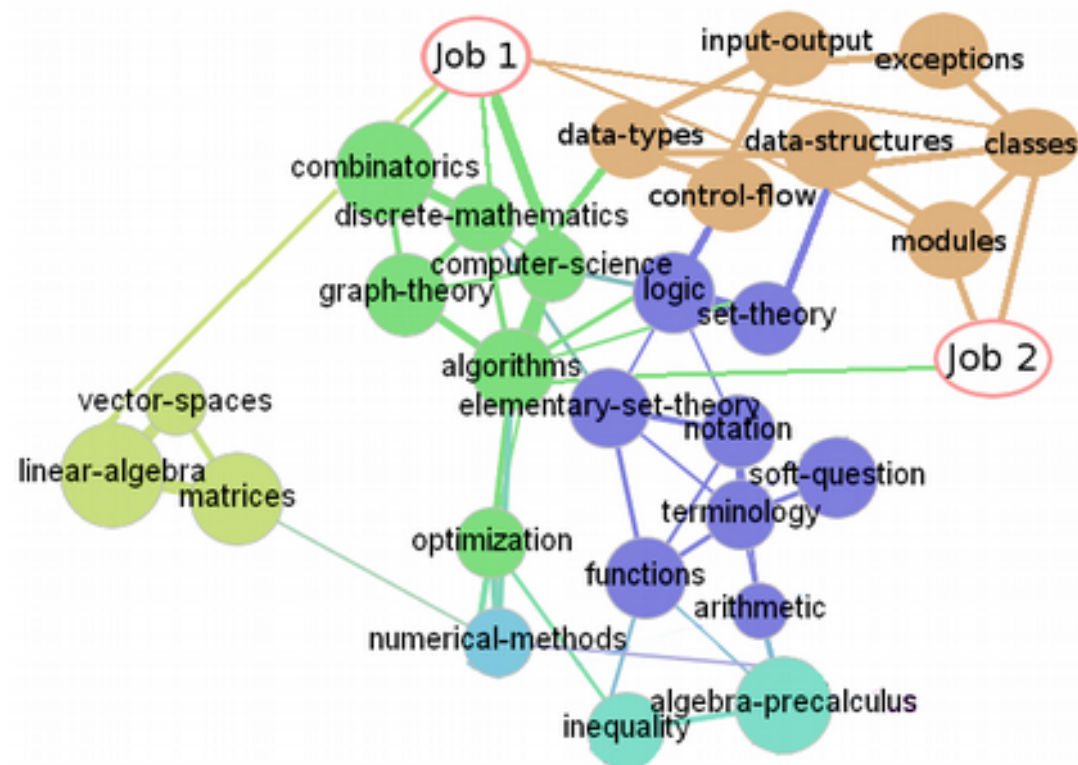 Job 1
input-output
exceptions
data-types
data-structures
classes
combinatorics
control-flow
discrete-mathematics
modules
computer-science
graph-theory
logic
set-theory
Job 2
algorithms
vector-spaces
elementary-set-theory
notation
linear-algebra
matrices
soft-question
terminology
optimization
functions
arithmetic
numerical-methods
algebra-precalculus
inequality